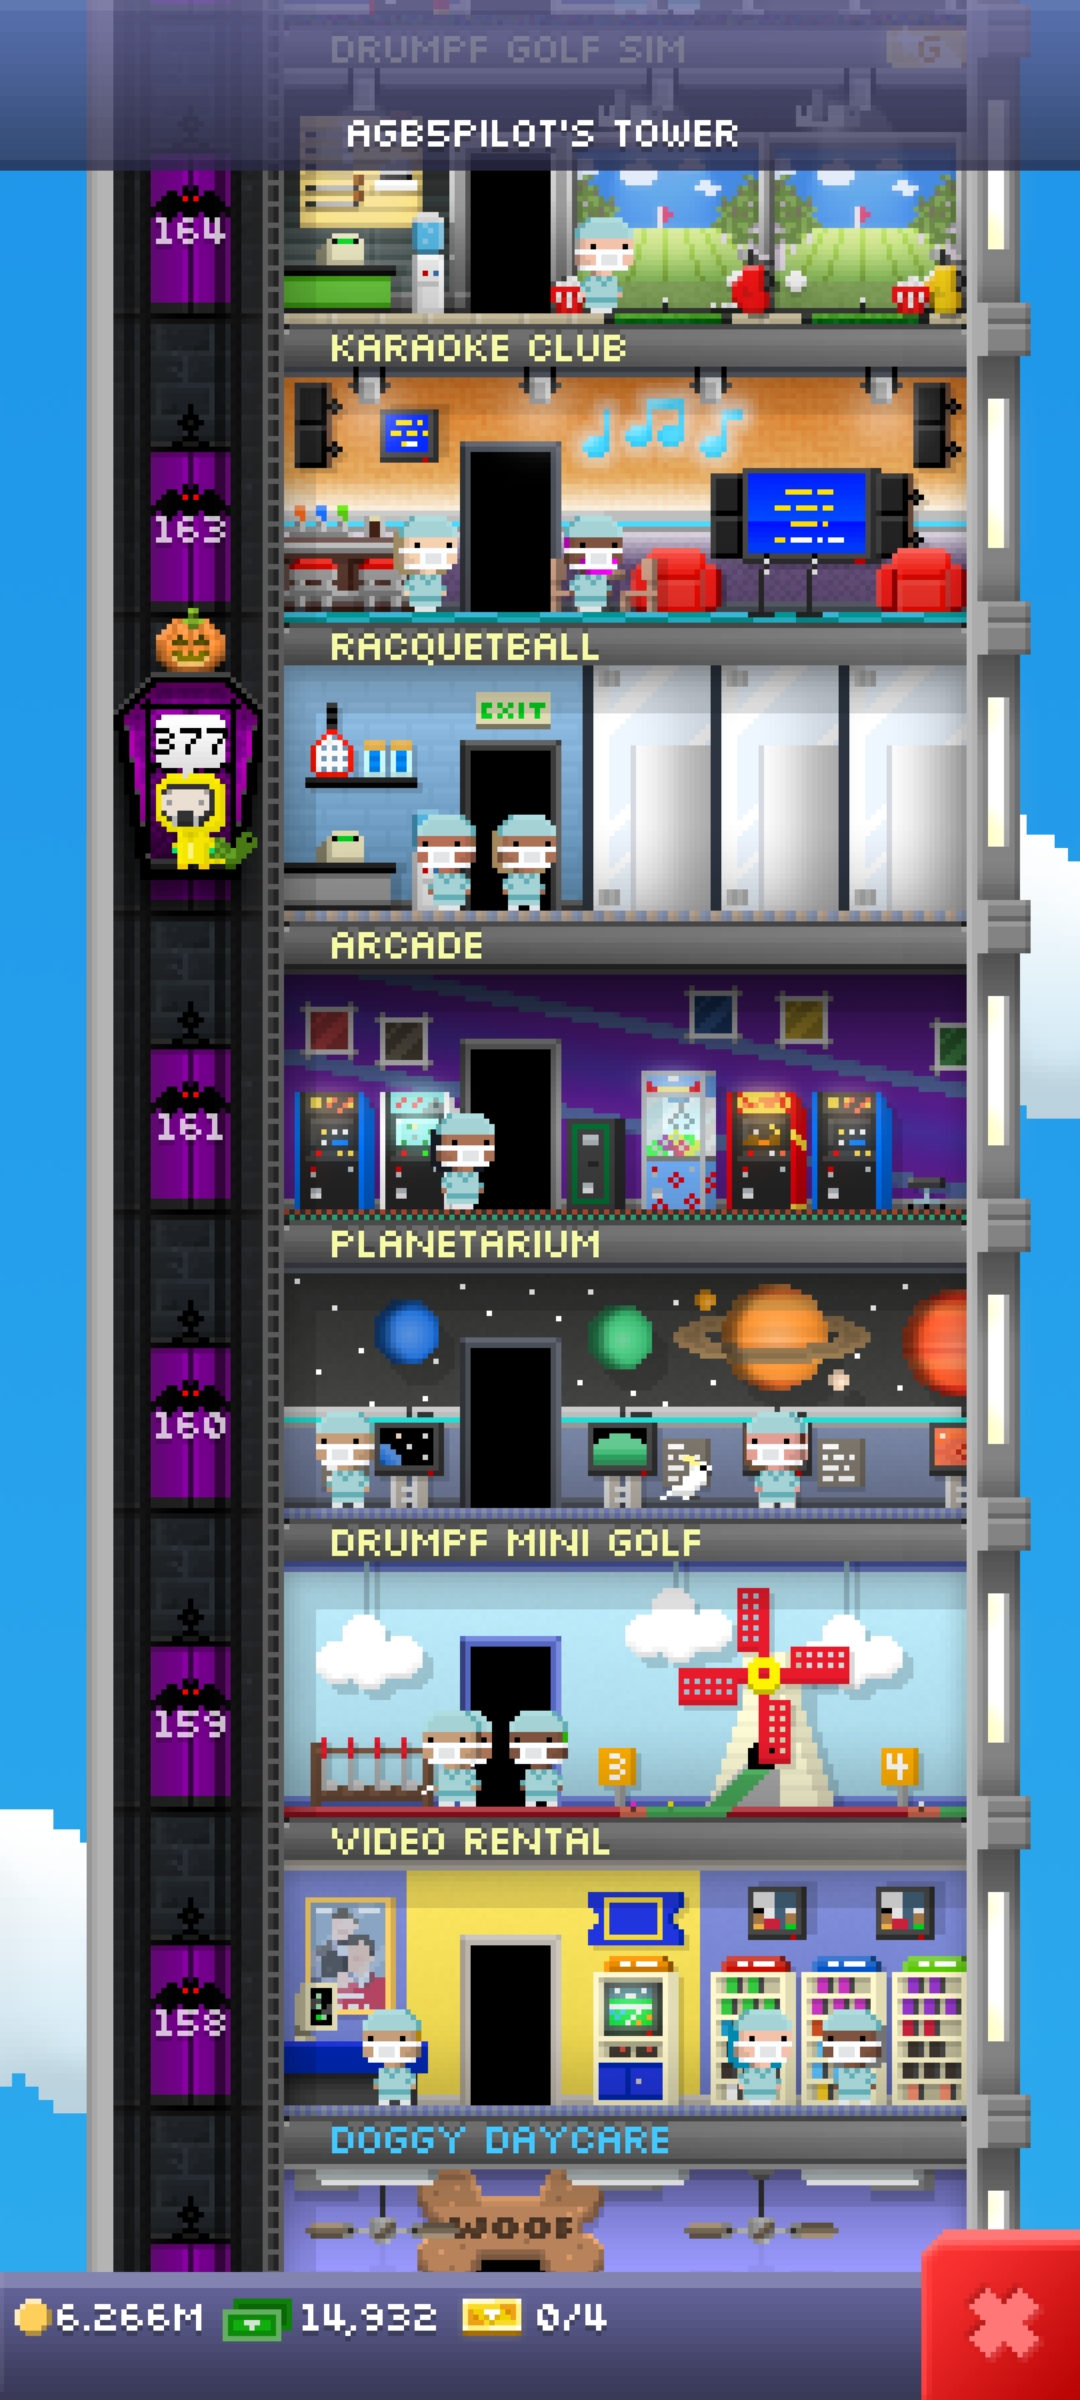 DRUMPF GOLF SIM
G
AGB5PILOT'S TOWER
164
KARAOKE CLUB
163
RACQUETBALL
EXIT
377
ARCADE
161
PLANETARIUM
160
DRUMPF MINI GOLF
159
3
4
VIDEO RENTAL
158
DOGGY DAYCARE
WOOF
6.266M
14,932
0/4